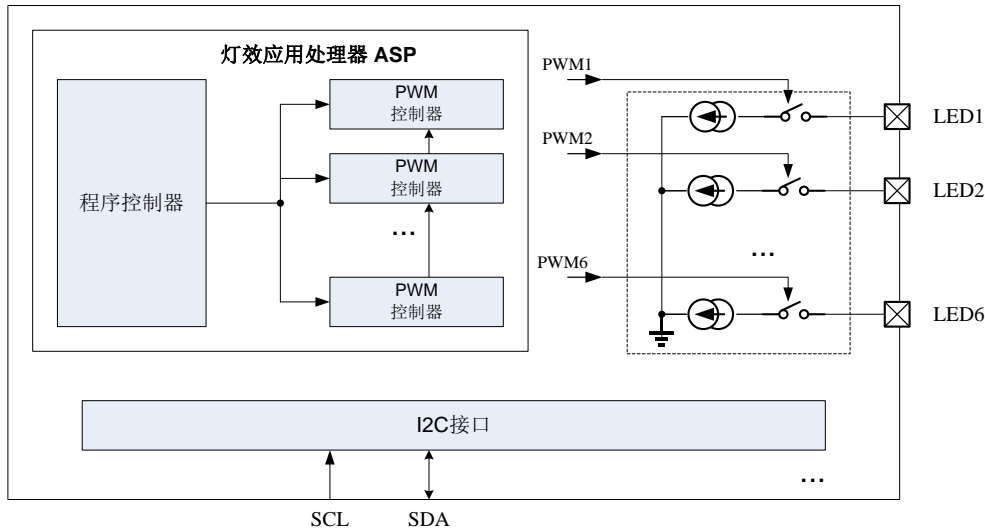 灯效应用处理器 ASP
程序控制器
PWM
控制器
PWM
控制器
...
PWM
控制器
PWM1
PWM2
PWM6
...
LED1
LED2
LED6
I2C接口
...
SCL
SDA